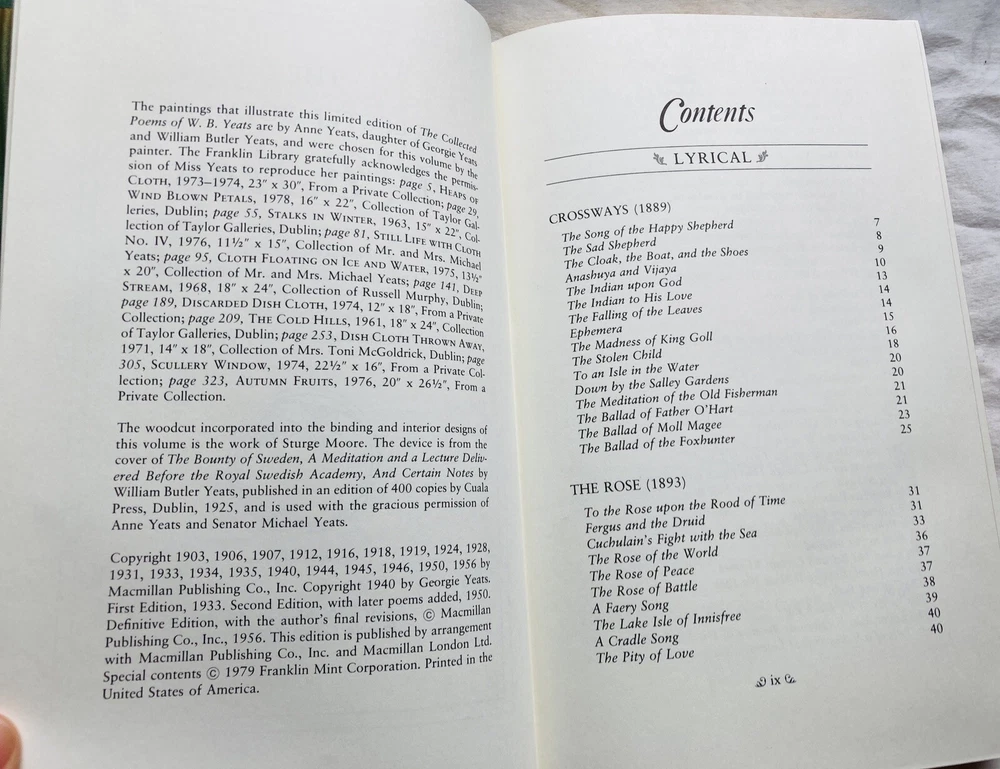 The paintings that illustrate this limited edition of The Collected
Poems of W. B. Yeats are by Anne Yeats, daughter of Georgie Yeats
and William Butler Yeats, and were chosen for this volume by the
painter. The Franklin Library gratefully acknowledges the permis-
sion of Miss Yeats to reproduce her paintings: page 5, HEAPS OF
CLOTH, 1973–1974, 23″ x 30″, From a Private Collection; page 29,
WIND BLOWN PETALS, 1978, 16″ x 22″, Collection of Taylor Gal-
leries, Dublin; page 55, STALKS IN WINTER, 1963, 15″ x 22″, Col-
lection of Taylor Galleries, Dublin; page 81, STILL LIFE WITH CLOTH
NO. IV, 1976, 11½″ x 15″, Collection of Mr. and Mrs. Michael
Yeats; page 95, CLOTH FLOATING ON ICE AND WATER, 1975, 13½″
x 20″, Collection of Mr. and Mrs. Michael Yeats; page 141, DEEP
STREAM, 1968, 18″ x 24″, Collection of Russell Murphy, Dublin;
page 189, DISCARDED DISH CLOTH, 1974, 12″ x 18″, From a Private
Collection; page 209, THE COLD HILLS, 1961, 18″ x 24″, Collection
of Taylor Galleries, Dublin; page 253, DISH CLOTH THROWN AWAY,
1971, 14″ x 18″, Collection of Mrs. Toni McGoldrick, Dublin; page
305, SCULLERY WINDOW, 1974, 22½″ x 16″, From a Private Col-
lection; page 323, AUTUMN FRUITS, 1976, 20″ x 26½″, From a
Private Collection.
The woodcut incorporated into the binding and interior designs of
this volume is the work of Sturge Moore. The device is from the
cover of The Bounty of Sweden, A Meditation and a Lecture Deliv-
ered Before the Royal Swedish Academy, And Certain Notes by
William Butler Yeats, published in an edition of 400 copies by Cuala
Press, Dublin, 1925, and is used with the gracious permission of
Anne Yeats and Senator Michael Yeats.
Copyright 1903, 1906, 1907, 1912, 1916, 1918, 1919, 1924, 1928,
1931, 1933, 1934, 1935, 1940, 1944, 1945, 1946, 1950, 1956 by
Macmillan Publishing Co., Inc. Copyright 1940 by Georgie Yeats.
First Edition, 1933. Second Edition, with later poems added, 1950.
Definitive Edition, with the author's final revisions, © Macmillan
Publishing Co., Inc., 1956. This edition is published by arrangement
with Macmillan Publishing Co., Inc. and Macmillan London Ltd.
Special contents © 1979 Franklin Mint Corporation. Printed in the
United States of America.
Contents
LYRICAL
CROSSWAYS (1889)
The Song of the Happy Shepherd 7
The Sad Shepherd 8
The Cloak, the Boat, and the Shoes 9
Anashuya and Vijaya 10
The Indian upon God 13
The Indian to His Love 14
The Falling of the Leaves 14
Ephemera 15
The Madness of King Goll 16
The Stolen Child 18
To an Isle in the Water 20
Down by the Salley Gardens 20
The Meditation of the Old Fisherman 21
The Ballad of Father O'Hart 21
The Ballad of Moll Magee 23
The Ballad of the Foxhunter 25
THE ROSE (1893)
To the Rose upon the Rood of Time 31
Fergus and the Druid 31
Cuchulain's Fight with the Sea 33
The Rose of the World 36
The Rose of Peace 37
The Rose of Battle 37
A Faery Song 38
The Lake Isle of Innisfree 39
A Cradle Song 40
The Pity of Love 40
ix